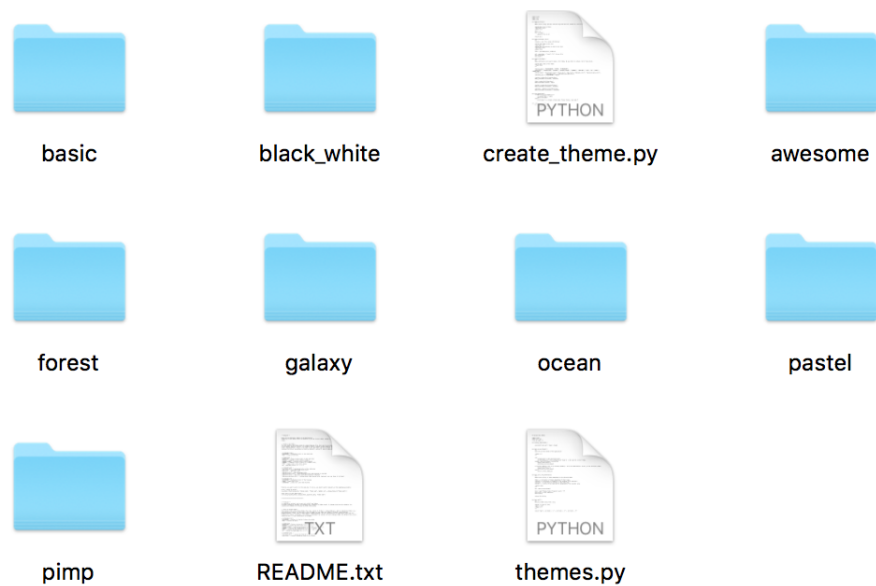 basic
black_white
PYTHON
create_theme.py
awesome
forest
galaxy
ocean
pastel
pimp
TXT
README.txt
PYTHON
themes.py